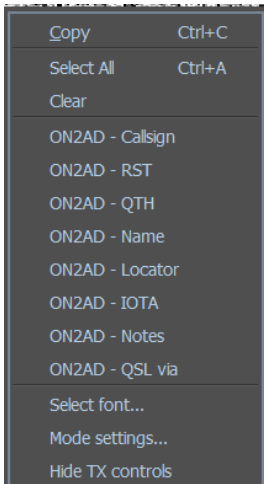 Copy Ctrl+C
Select All Ctrl+A
Clear
ON2AD - Callsign
ON2AD - RST
ON2AD - QTH
ON2AD - Name
ON2AD - Locator
ON2AD - IOTA
ON2AD - Notes
ON2AD - QSL via
Select font...
Mode settings...
Hide TX controls